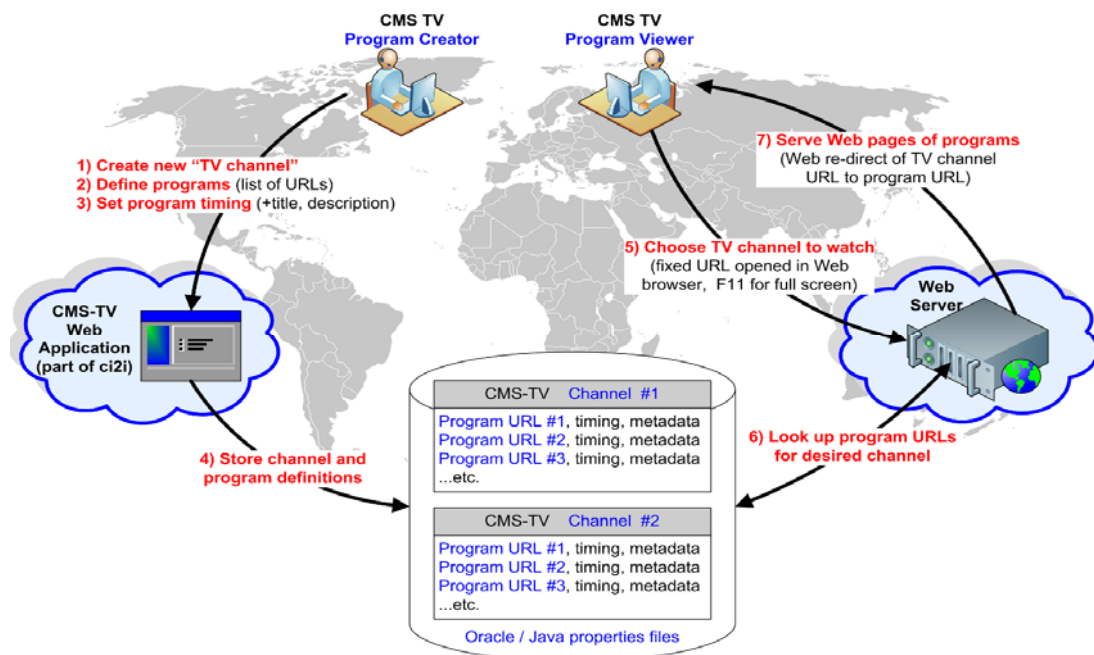 CMS TV
Program Creator
CMS TV
Program Viewer
1) Create new “TV channel”
2) Define programs (list of URLs)
3) Set program timing (+title, description)
7) Serve Web pages of programs
(Web re-direct of TV channel
URL to program URL)
5) Choose TV channel to watch
(fixed URL opened in Web
browser, F11 for full screen)
CMS-TV
Web
Application
(part of ci2i)
Web
Server
4) Store channel and
program definitions
6) Look up program URLs
for desired channel
CMS-TV Channel #1
Program URL #1, timing, metadata
Program URL #2, timing, metadata
Program URL #3, timing, metadata
...etc.
CMS-TV Channel #2
Program URL #1, timing, metadata
Program URL #2, timing, metadata
Program URL #3, timing, metadata
...etc.
Oracle / Java properties files